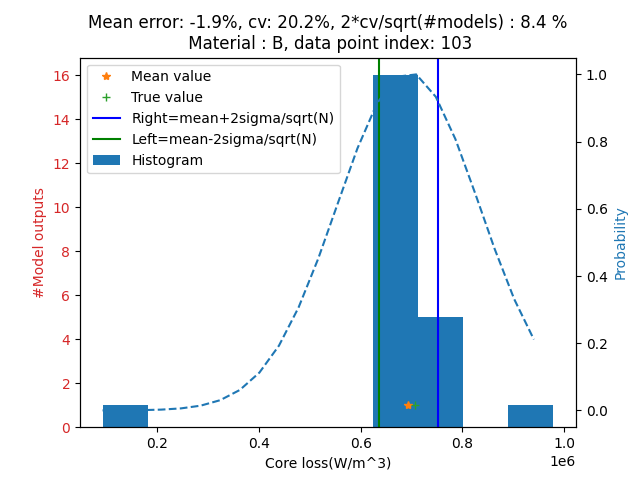 Mean error: -1.9%, cv: 20.2%, 2*cv/sqrt(#models) : 8.4 %
Material : B, data point index: 103
Mean value
True value
Right=mean+2sigma/sqrt(N)
Left=mean-2sigma/sqrt(N)
Histogram
#Model outputs
16
14
12
10
8
6
4
2
0
1.0
0.8
0.6
0.4
0.2
0.0
Probability
0.2 0.4 0.6 0.8 1.0
1e6
Core loss(W/m^3)